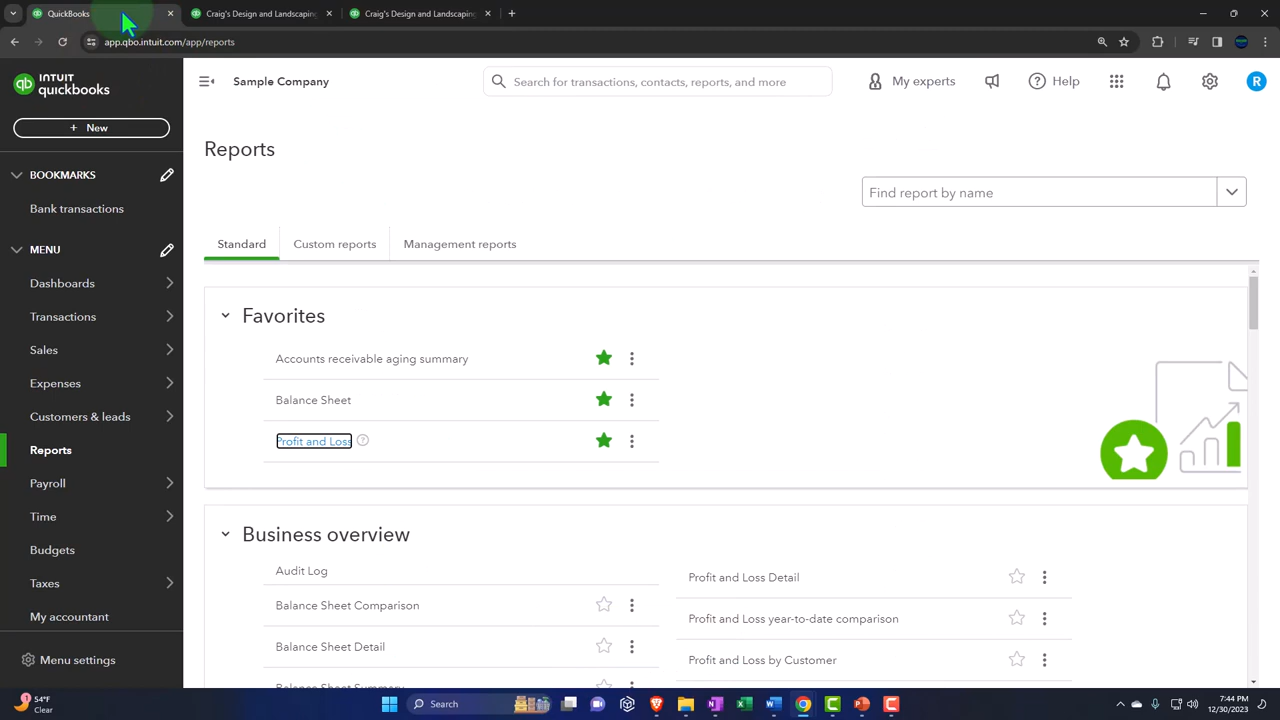 QuickBooks
Craig's Design and Landscaping
Craig's Design and Landscaping
app.qbo.intuit.com/app/reports
INTUIT
quickbooks
Sample Company
Search for transactions, contacts, reports, and more
My experts
Help
R
+ New
BOOKMARKS
Bank transactions
MENU
Dashboards
Transactions
Sales
Expenses
Customers & leads
Reports
Payroll
Time
Budgets
Taxes
My accountant
Menu settings
Reports
Find report by name
Standard
Custom reports
Management reports
Favorites
Accounts receivable aging summary
Balance Sheet
Profit and Loss
Business overview
Audit Log
Balance Sheet Comparison
Balance Sheet Detail
Balance Sheet Summary
Profit and Loss Detail
Profit and Loss year-to-date comparison
Profit and Loss by Customer
54°F
Clear
Search
7:44 PM
12/30/2023